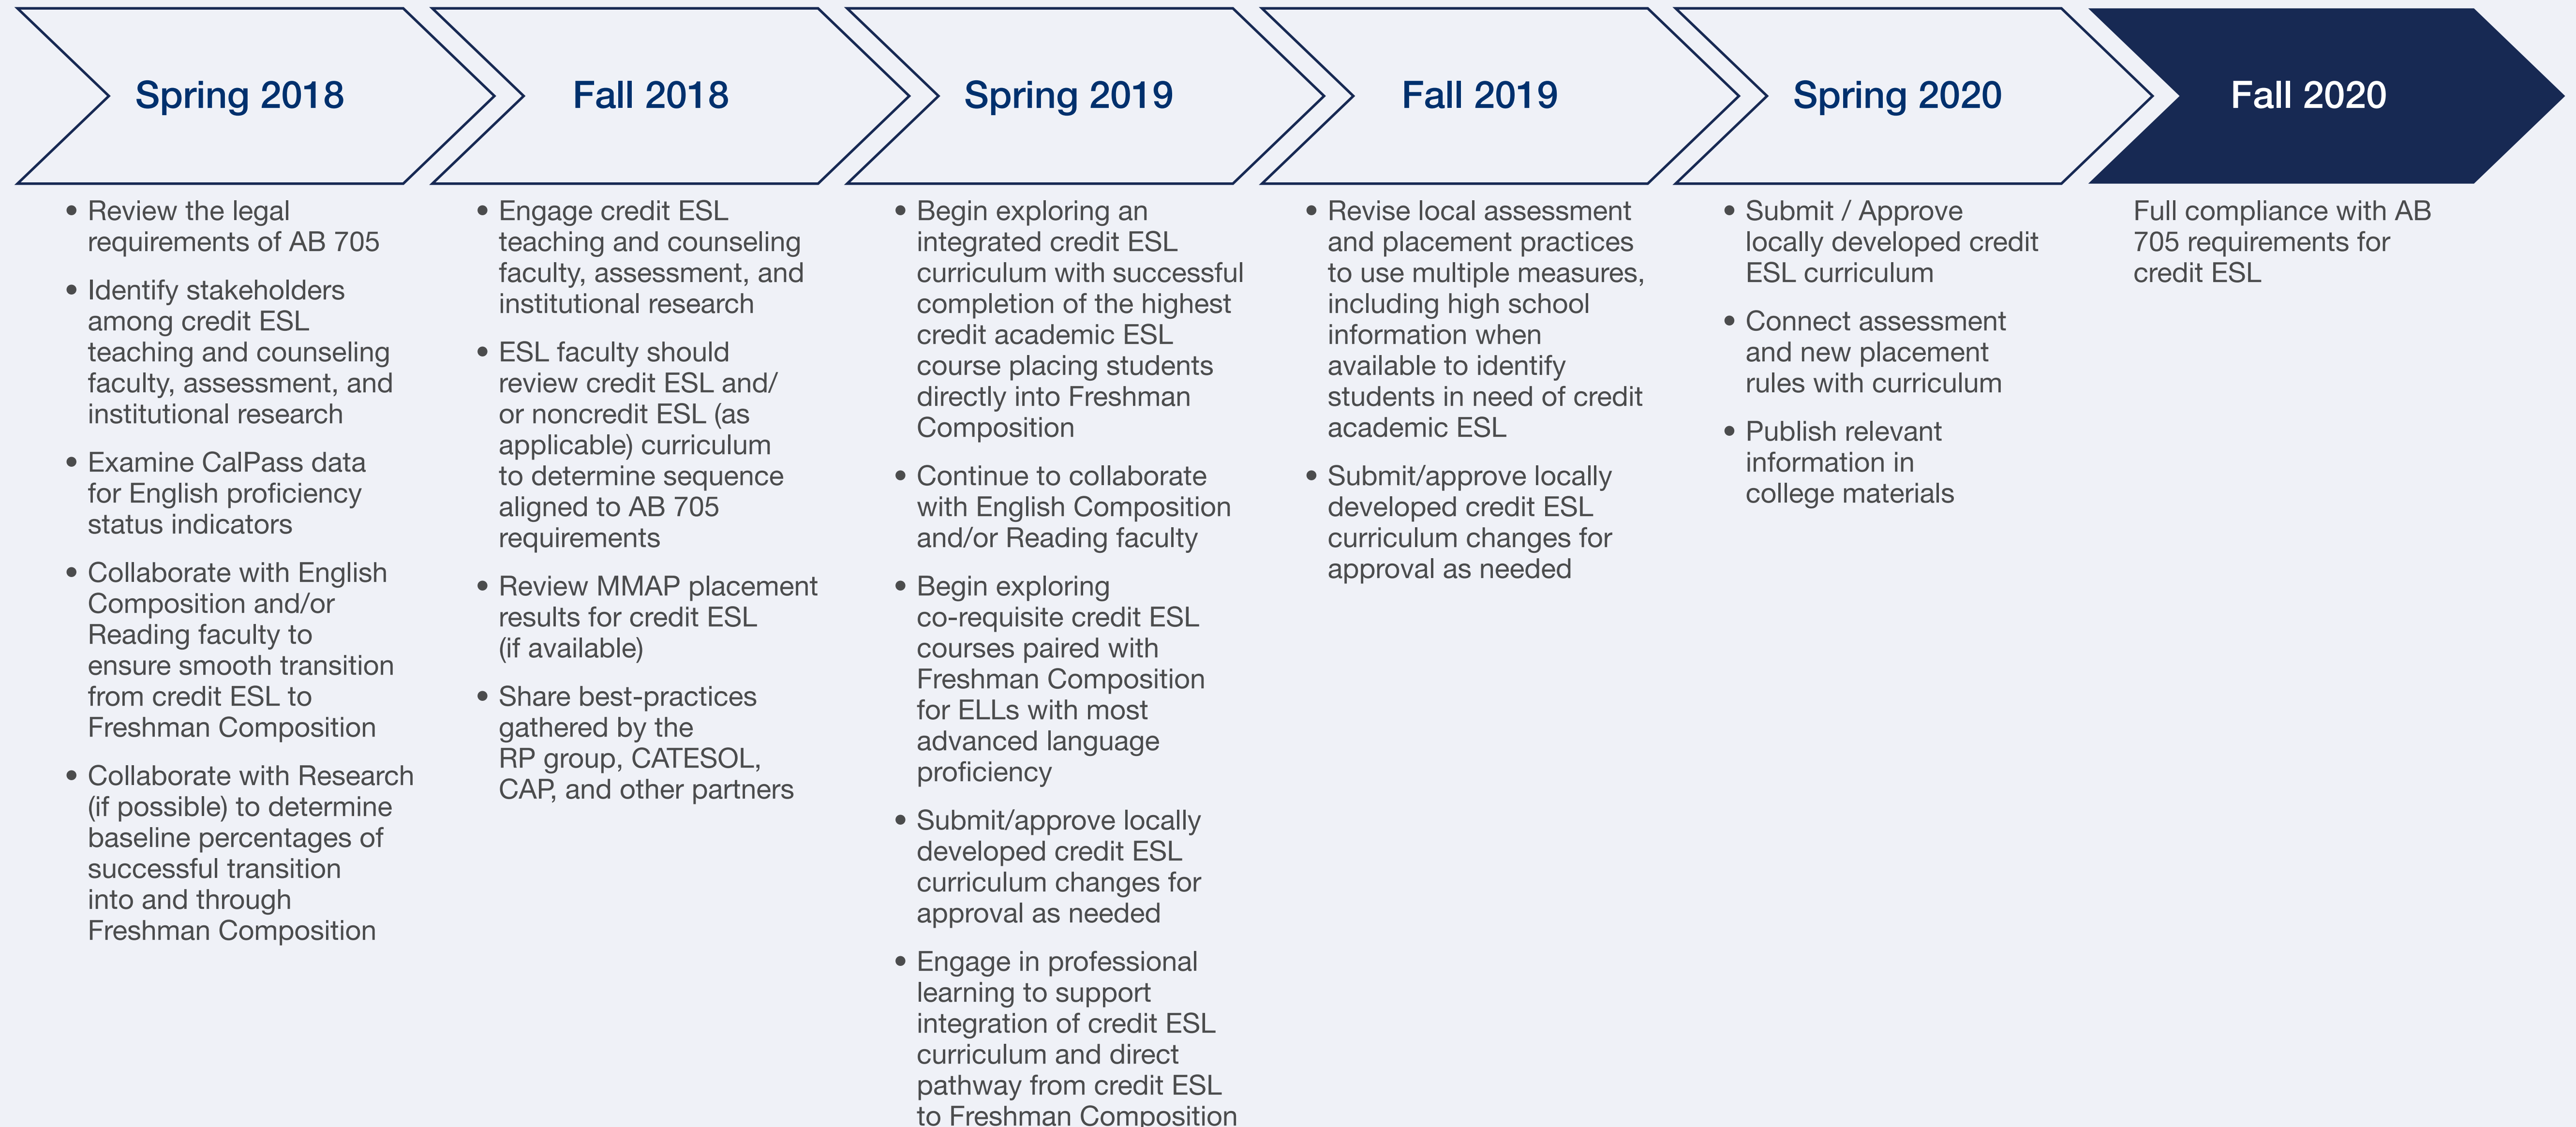 Spring 2018
Fall 2018
Spring 2019
Fall 2019
Spring 2020
Fall 2020
• Review the legal
requirements of AB 705
• Identify stakeholders
among credit ESL
teaching and counseling
faculty, assessment, and
institutional research
• Examine CalPass data
for English proficiency
status indicators
• Collaborate with English
Composition and/or
Reading faculty to
ensure smooth transition
from credit ESL to
Freshman Composition
• Collaborate with Research
(if possible) to determine
baseline percentages of
successful transition
into and through
Freshman Composition
• Engage credit ESL
teaching and counseling
faculty, assessment, and
institutional research
• ESL faculty should
review credit ESL and/
or noncredit ESL (as
applicable) curriculum
to determine sequence
aligned to AB 705
requirements
• Review MMAP placement
results for credit ESL
(if available)
• Share best-practices
gathered by the
RP group, CATESOL,
CAP, and other partners
• Begin exploring an
integrated credit ESL
curriculum with successful
completion of the highest
credit academic ESL
course placing students
directly into Freshman
Composition
• Continue to collaborate
with English Composition
and/or Reading faculty
• Begin exploring
co-requisite credit ESL
courses paired with
Freshman Composition
for ELLs with most
advanced language
proficiency
• Submit/approve locally
developed credit ESL
curriculum changes for
approval as needed
• Engage in professional
learning to support
integration of credit ESL
curriculum and direct
pathway from credit ESL
to Freshman Composition
• Revise local assessment
and placement practices
to use multiple measures,
including high school
information when
available to identify
students in need of credit
academic ESL
• Submit/approve locally
developed credit ESL
curriculum changes for
approval as needed
• Submit / Approve
locally developed credit
ESL curriculum
• Connect assessment
and new placement
rules with curriculum
• Publish relevant
information in
college materials
Full compliance with AB
705 requirements for
credit ESL